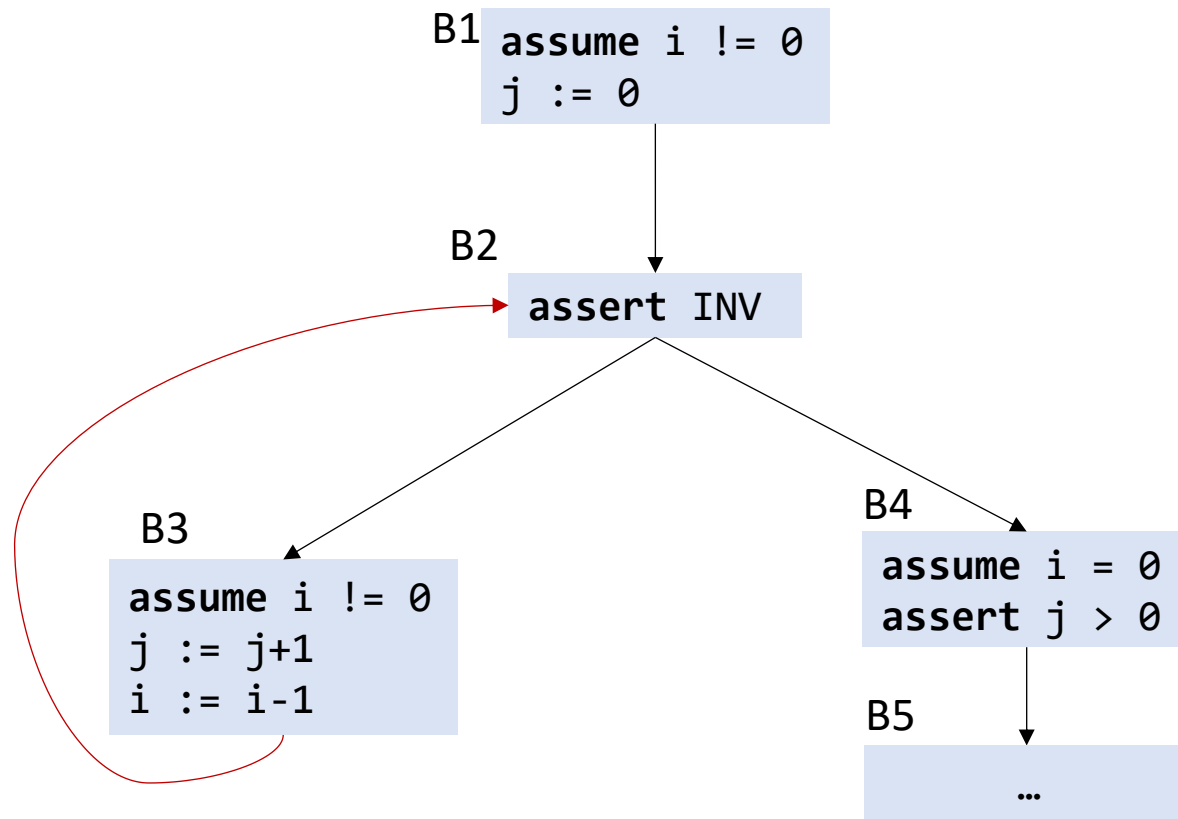 B1
assume i != 0
j := 0
B2
assert INV
B3
assume i != 0
j := j+1
i := i-1
B4
assume i = 0
assert j > 0
B5
…